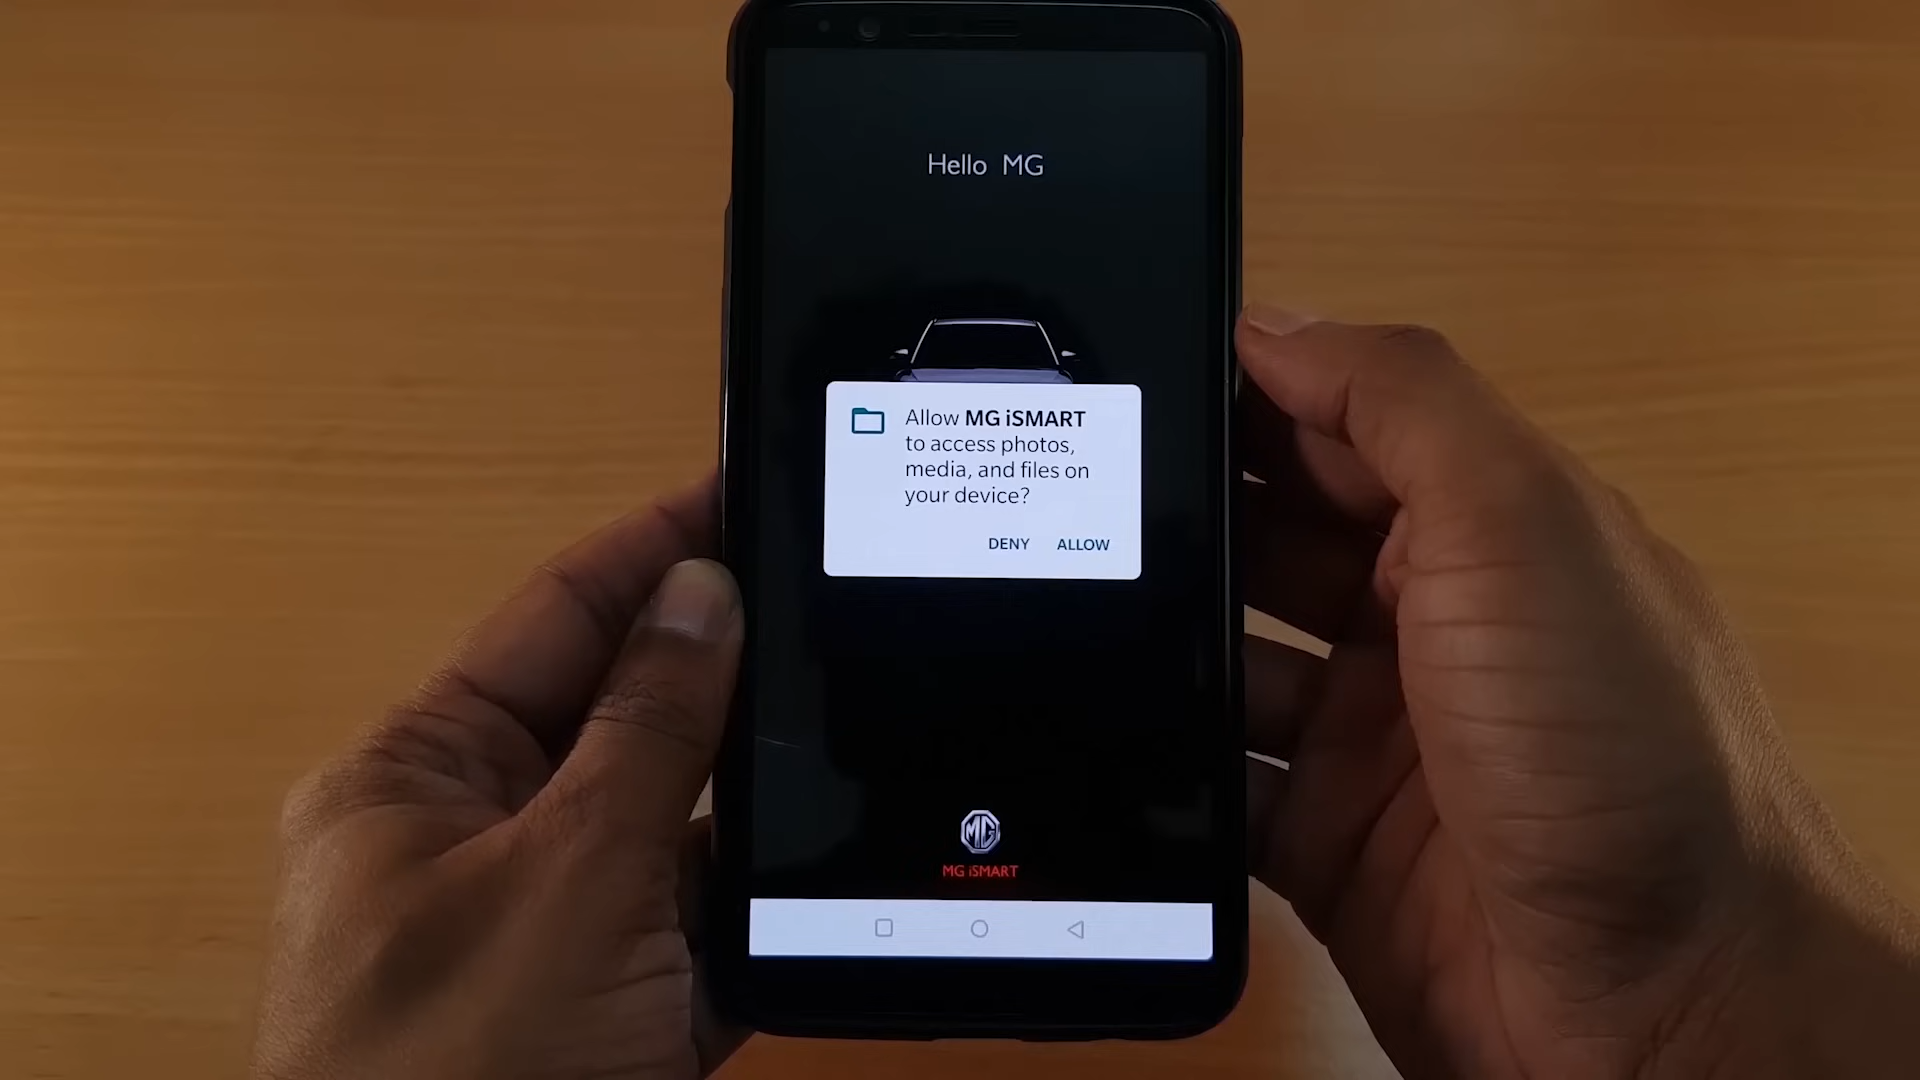 Hello MG
Allow MG iSMART
to access photos,
media, and files on
your device?
DENY ALLOW
MG
MG iSMART